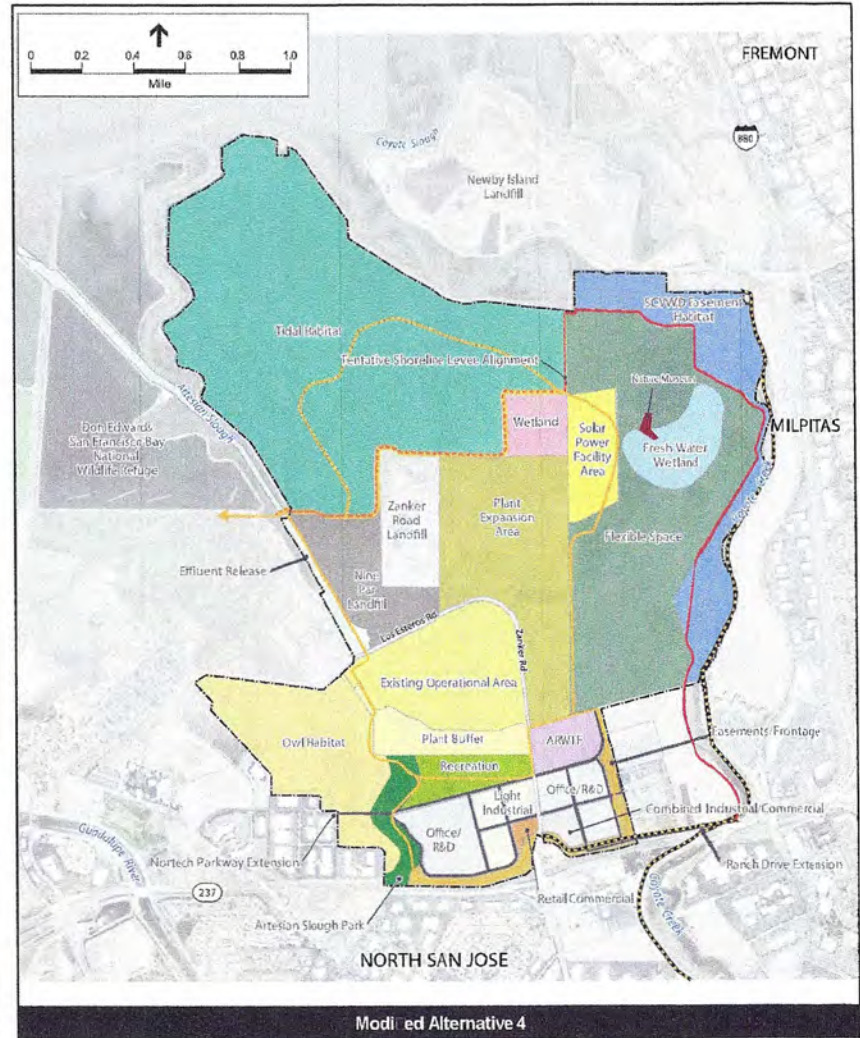 0 0.2 0.4 0.6 0.8 1.0
Mile
FREMONT
880
Coyote Slough
Newby Island
Landfill
SCVWD Easement
Habitat
Tidal Habitat
Tentative Shoreline Levee Alignment
Nature Museum
Artesian Slough
Don Edwards
San Francisco Bay
National
Wildlife Refuge
Wetland
Solar
Power
Facility
Area
Fresh Water
Wetland
MILPITAS
Coyote Creek
Zanker
Road
Landfill
Plant
Expansion
Area
Flexible Space
Effluent Release
Nine
Par
Landfill
Los Esteros Rd
Zanker Rd
Existing Operational Area
Owl Habitat
Plant Buffer
ARWTF
Easements/Frontage
Recreation
Light
Industrial
Office/R&D
Combined Industrial/Commercial
Office/
R&D
Nortech Parkway Extension
Guadalupe River
Ranch Drive Extension
237
Retail Commercial
Coyote Creek
Artesian Slough Park
NORTH SAN JOSE
Modi ed Alternative 4